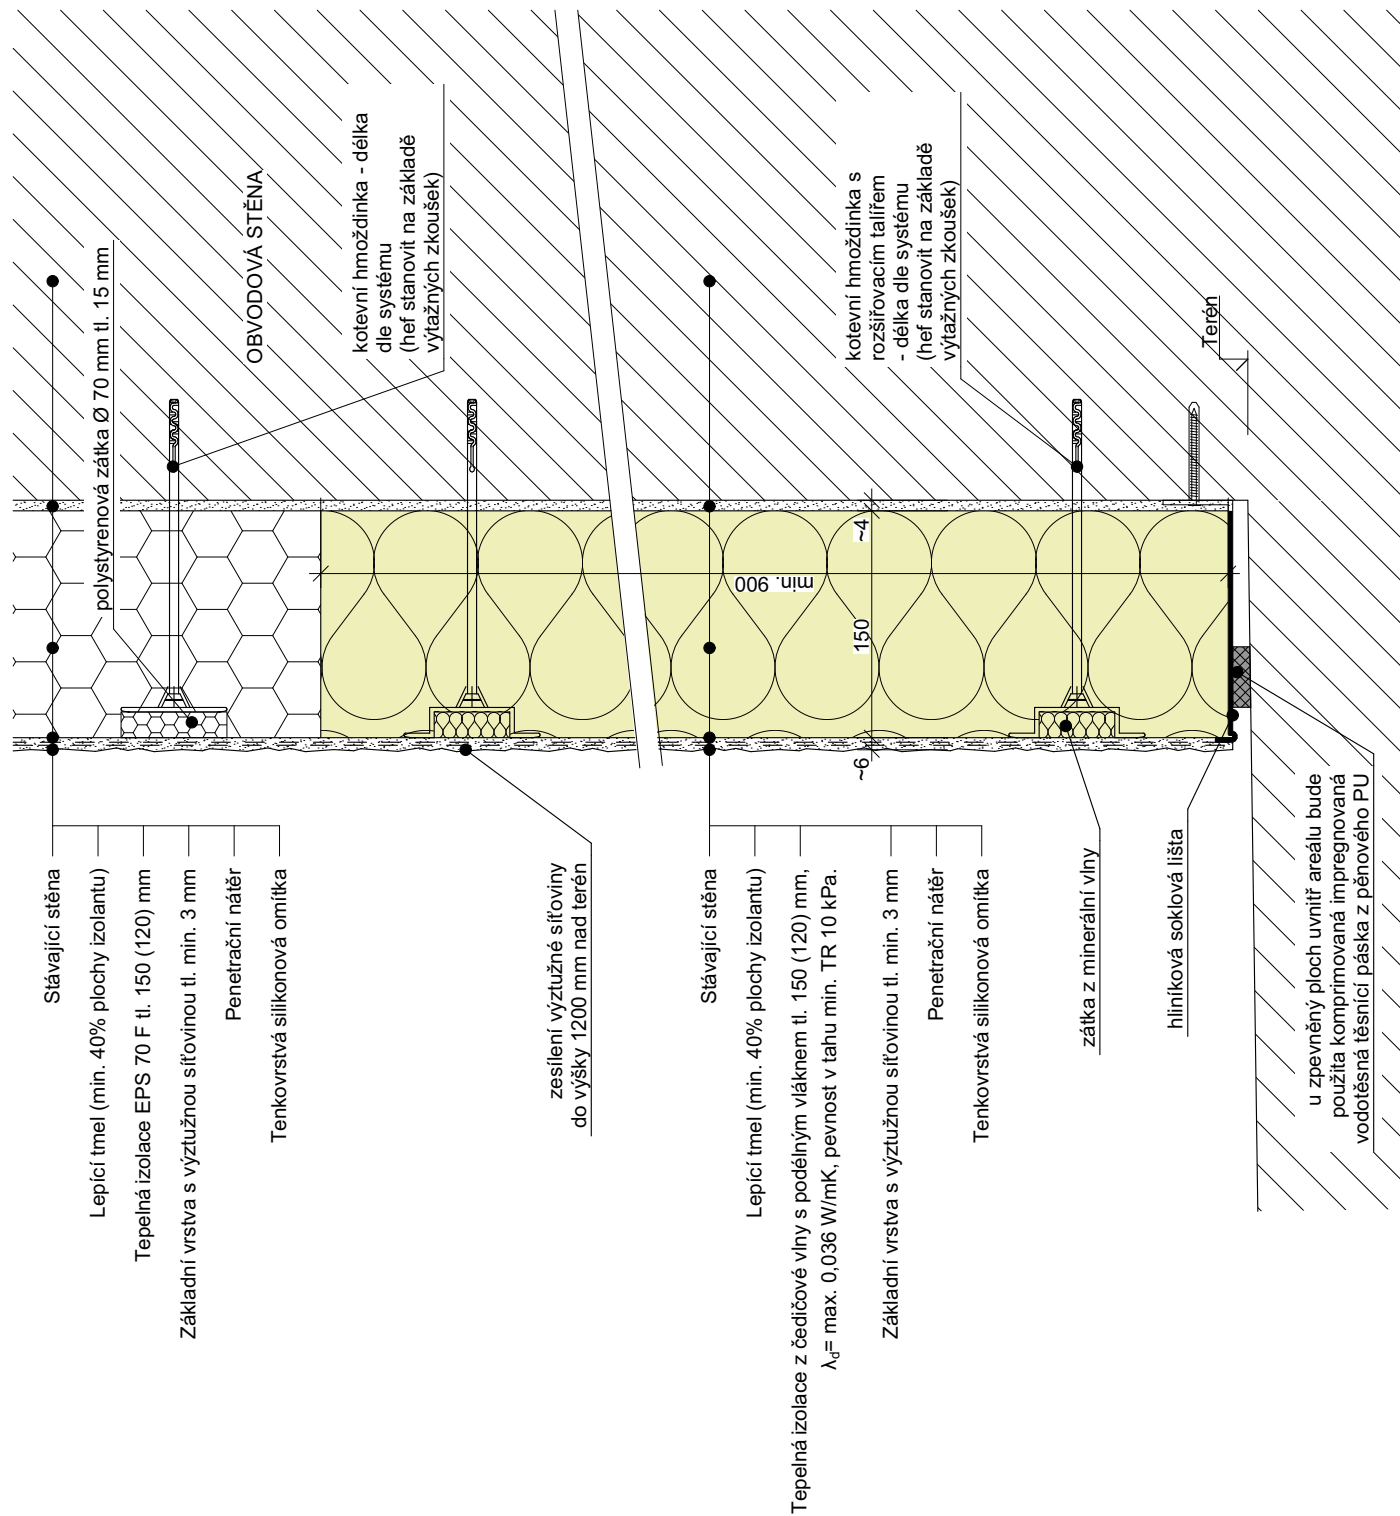 Stávající stěna
Lepící tmel (min. 40% plochy izolantu)
Tepelná izolace EPS 70 F tl. 150 (120) mm
Základní vrstva s výztužnou síťovinou tl. min. 3 mm
Penetrační nátěr
Tenkovrstvá silikonová omítka
polystyrenová zátka Ø 70 mm tl. 15 mm
OBVODOVÁ STĚNA
kotevní hmoždinka - délka
dle systému
(hef stanovit na základě
výtažných zkoušek)
zesílení výztužné síťoviny
do výšky 1200 mm nad terén
Stávající stěna
Lepící tmel (min. 40% plochy izolantu)
Tepelná izolace z čedičové vlny s podélným vláknem tl. 150 (120) mm,
λd= max. 0,036 W/mK, pevnost v tahu min. TR 10 kPa.
Základní vrstva s výztužnou síťovinou tl. min. 3 mm
Penetrační nátěr
Tenkovrstvá silikonová omítka
min. 900
~6
150
~4
kotevní hmoždinka s
rozšiřovacím talířem
- délka dle systému
(hef stanovit na základě
výtažných zkoušek)
zátka z minerální vlny
hliníková soklová lišta
Terén
u zpevněný ploch uvnitř areálu bude
použita komprimovaná impregnovaná
vodotěsná těsnící páska z pěnového PU